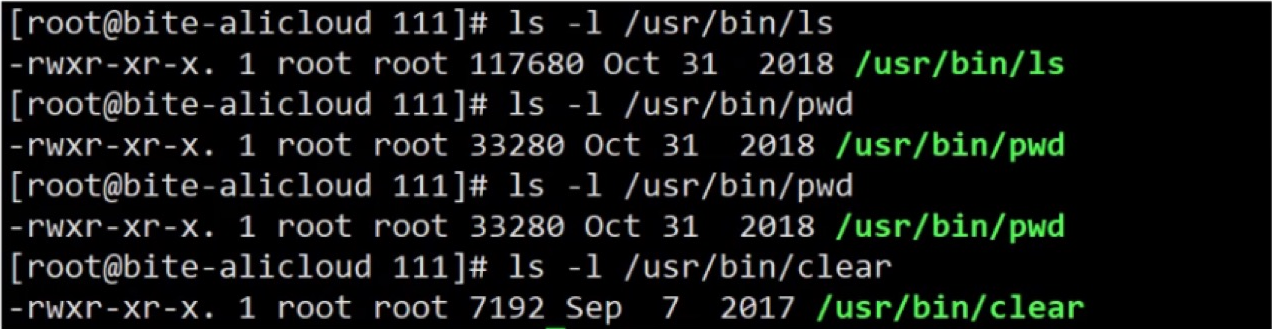 [root@bite-alicloud 111]# ls -l /usr/bin/ls
-rwxr-xr-x. 1 root root 117680 Oct 31  2018 /usr/bin/ls
[root@bite-alicloud 111]# ls -l /usr/bin/pwd
-rwxr-xr-x. 1 root root 33280 Oct 31  2018 /usr/bin/pwd
[root@bite-alicloud 111]# ls -l /usr/bin/pwd
-rwxr-xr-x. 1 root root 33280 Oct 31  2018 /usr/bin/pwd
[root@bite-alicloud 111]# ls -l /usr/bin/clear
-rwxr-xr-x. 1 root root 7192 Sep  7  2017 /usr/bin/clear